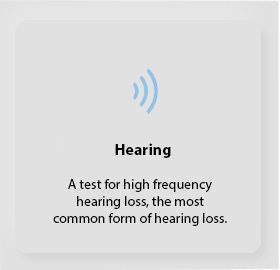 Hearing
A test for high frequency
hearing loss, the most
common form of hearing loss.